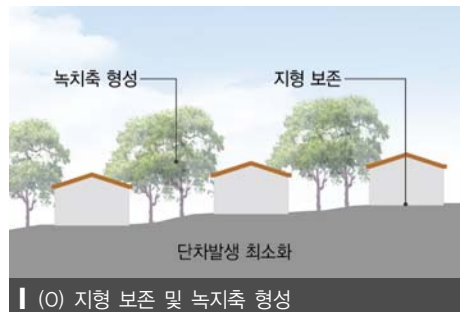 녹치축 형성
지형 보존
단차발생 최소화
┃ (O) 지형 보존 및 녹지축 형성